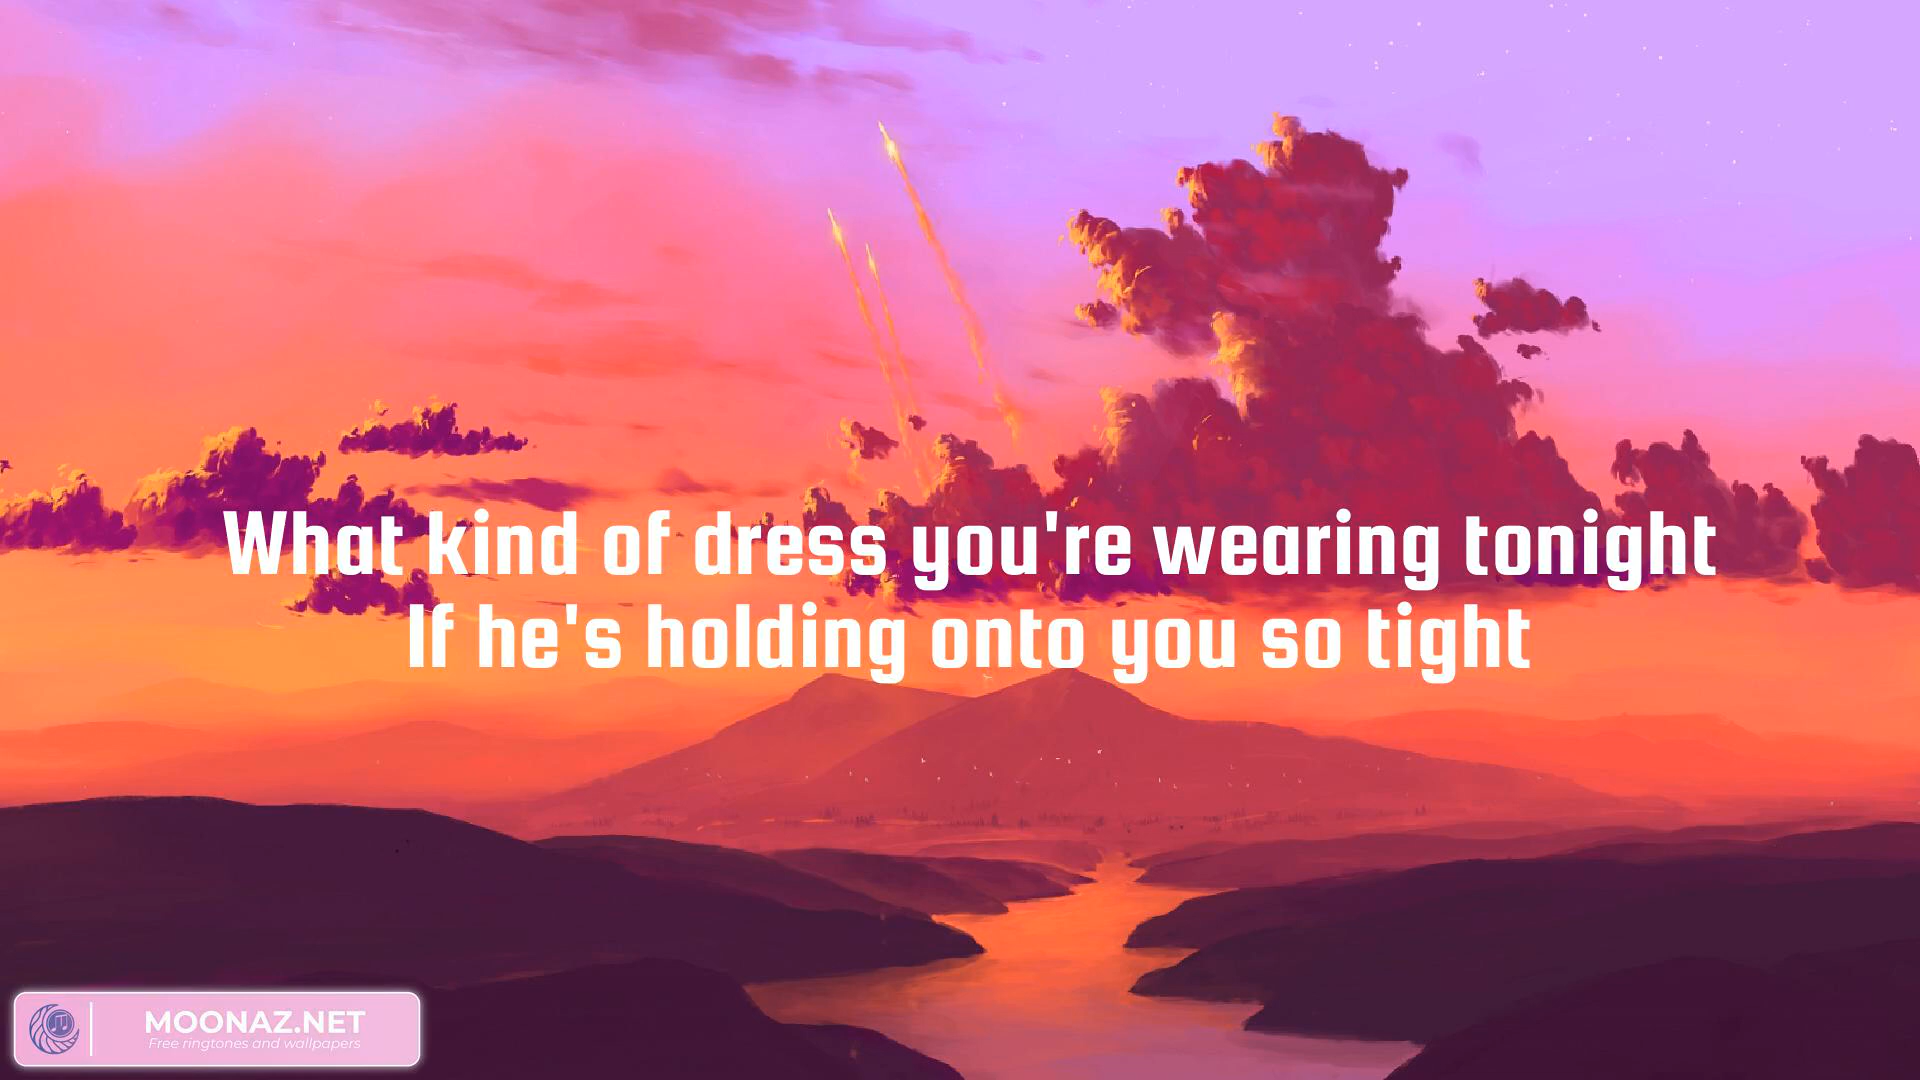 What kind of dress you're wearing tonight
If he's holding onto you so tight
MOONAZ.NET
Free ringtones and wallpapers